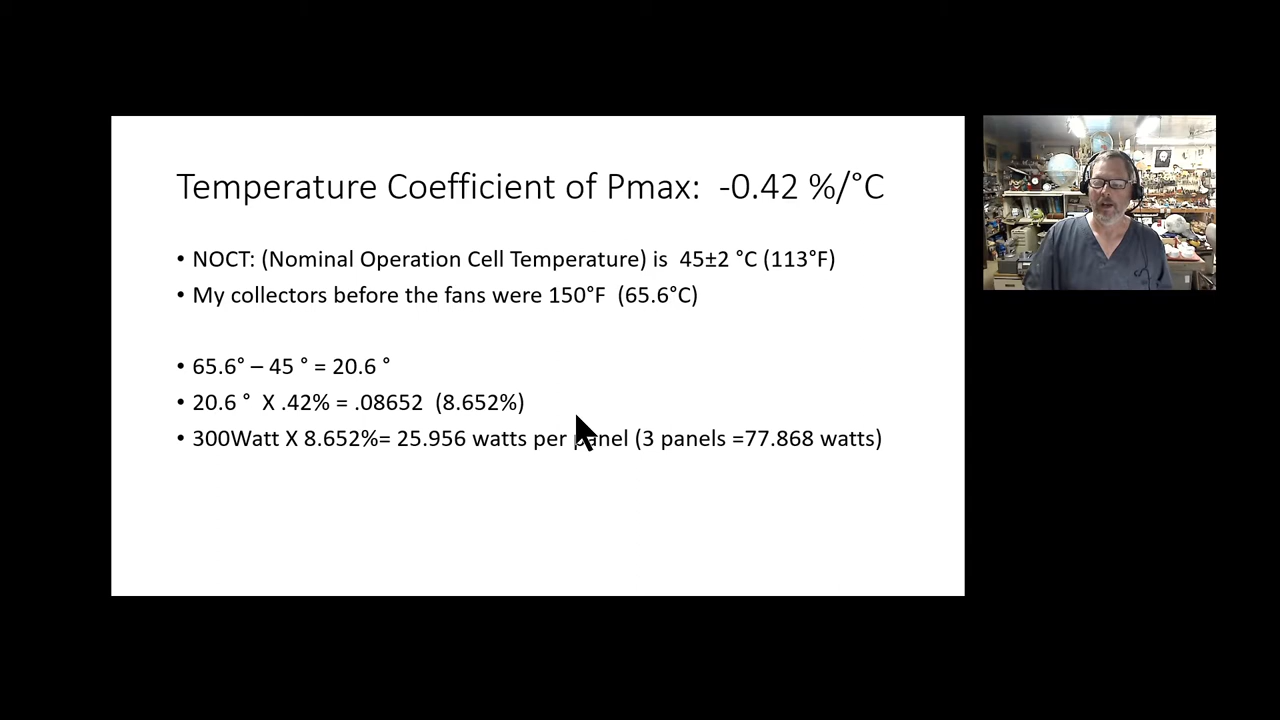 Temperature Coefficient of Pmax:  -0.42 %/°C
• NOCT: (Nominal Operation Cell Temperature) is  45±2 °C (113°F)
• My collectors before the fans were 150°F  (65.6°C)
• 65.6° – 45 ° = 20.6 °
• 20.6 °  X .42% = .08652  (8.652%)
• 300Watt X 8.652%= 25.956 watts per panel (3 panels =77.868 watts)